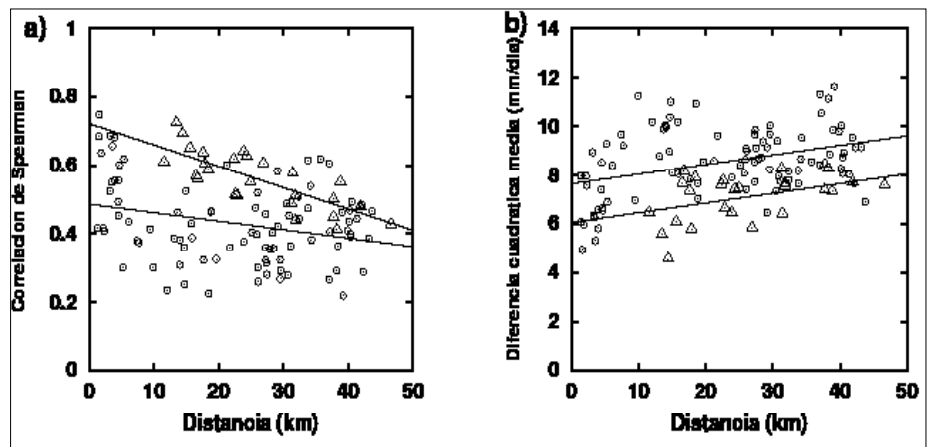 a)
1
0.8
0.6
0.4
0.2
0
Correlacion de Spearman
0 10 20 30 40 50
Distancia (km)
b)
14
12
10
8
6
4
2
0
Diferencia cuadratica media (mm/dia)
0 10 20 30 40 50
Distancia (km)